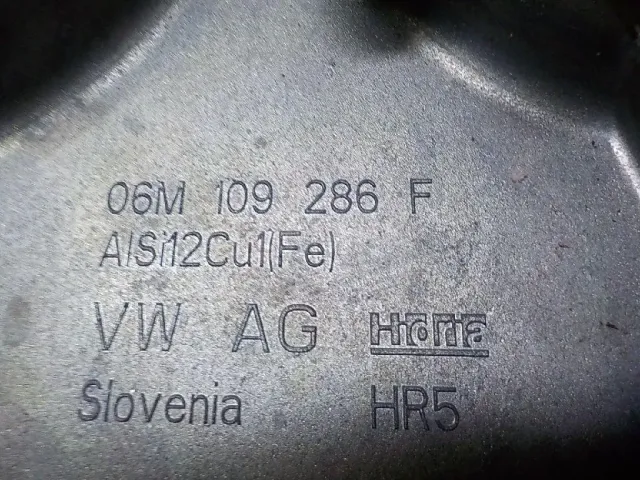 06M 109 286 F
AlSi12Cu1(Fe)
VW AG Hidria
Slovenia HR5